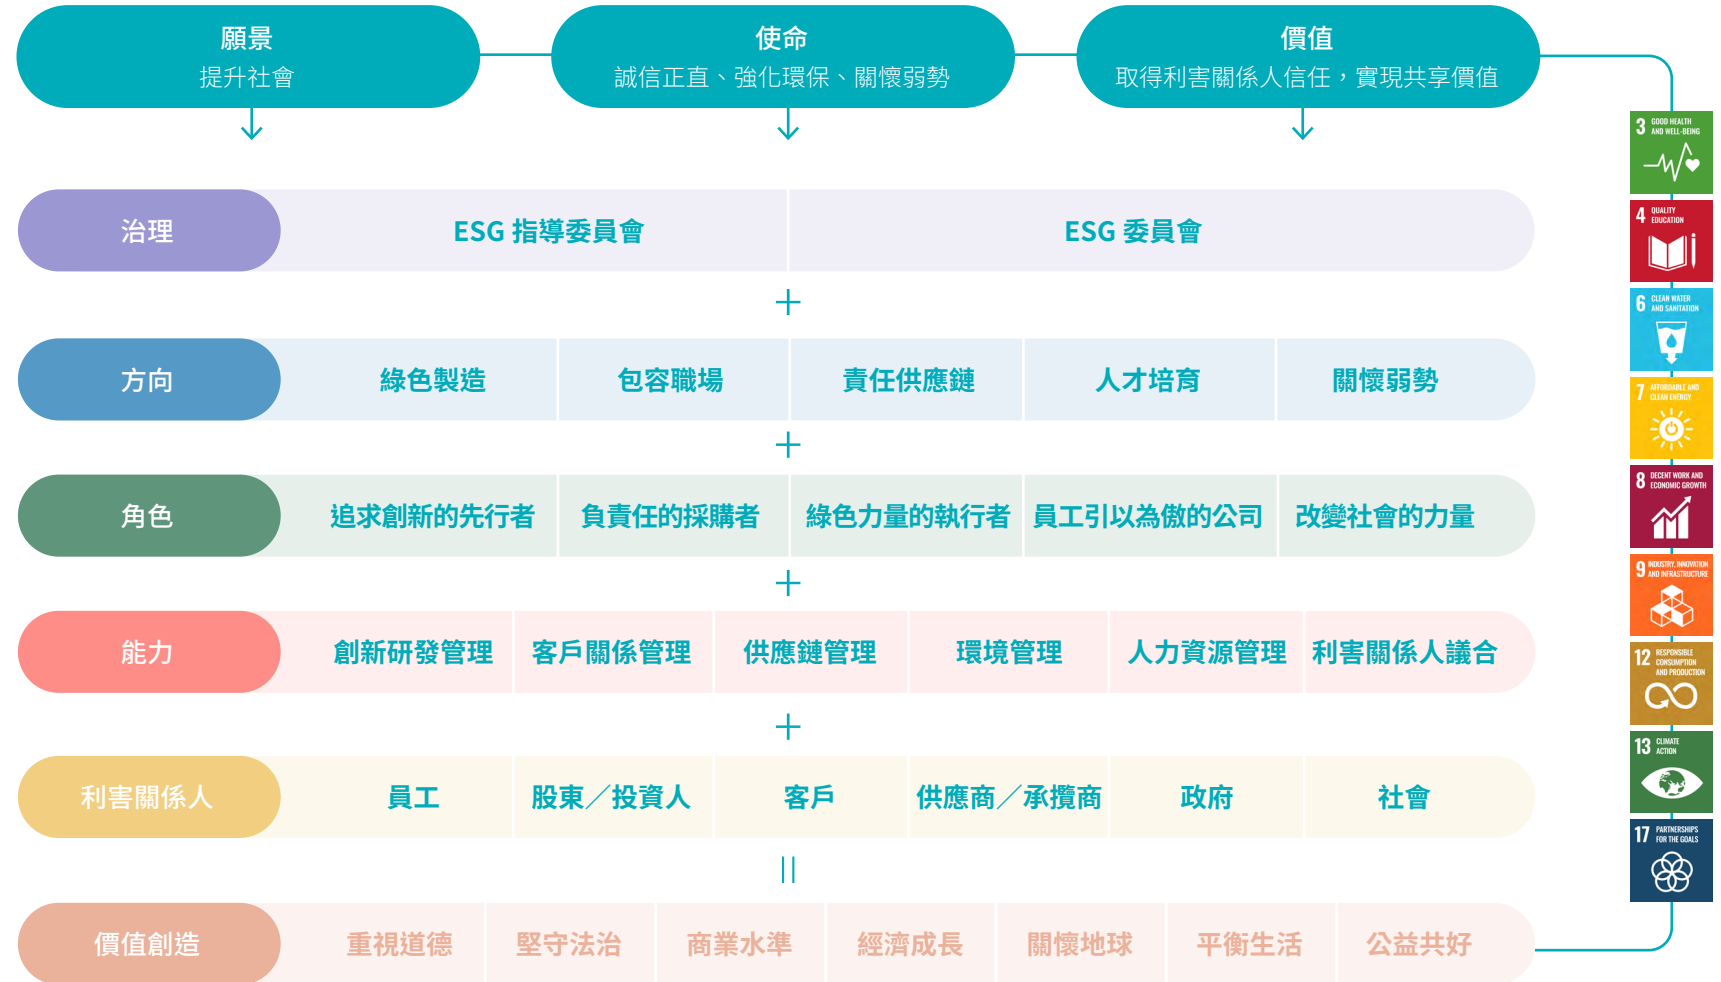 願景
提升社會
使命
誠信正直、強化環保、關懷弱勢
價值
取得利害關係人信任，實現共享價值
治理
ESG 指導委員會
ESG 委員會
+
方向
綠色製造
包容職場
責任供應鏈
人才培育
關懷弱勢
+
角色
追求創新的先行者
負責任的採購者
綠色力量的執行者
員工引以為傲的公司
改變社會的力量
+
能力
創新研發管理
客戶關係管理
供應鏈管理
環境管理
人力資源管理
利害關係人議合
+
利害關係人
員工
股東／投資人
客戶
供應商／承攬商
政府
社會
||
價值創造
重視道德
堅守法治
商業水準
經濟成長
關懷地球
平衡生活
公益共好
3 GOOD HEALTH
AND WELL-BEING
4 QUALITY
EDUCATION
6 CLEAN WATER
AND SANITATION
7 AFFORDABLE AND
CLEAN ENERGY
8 DECENT WORK AND
ECONOMIC GROWTH
9 INDUSTRY, INNOVATION
AND INFRASTRUCTURE
12 RESPONSIBLE
CONSUMPTION
AND PRODUCTION
13 CLIMATE
ACTION
17 PARTNERSHIPS
FOR THE GOALS